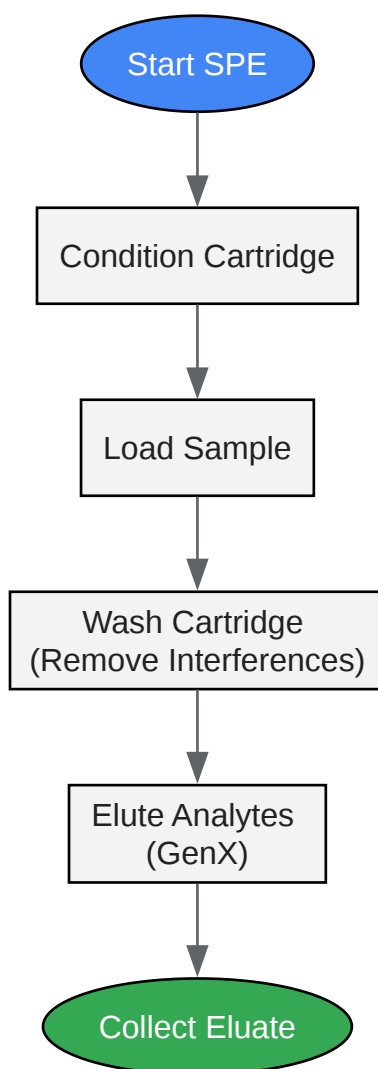 Start SPE
Condition Cartridge
Load Sample
Wash Cartridge
(Remove Interferences)
Elute Analytes
(GenX)
Collect Eluate